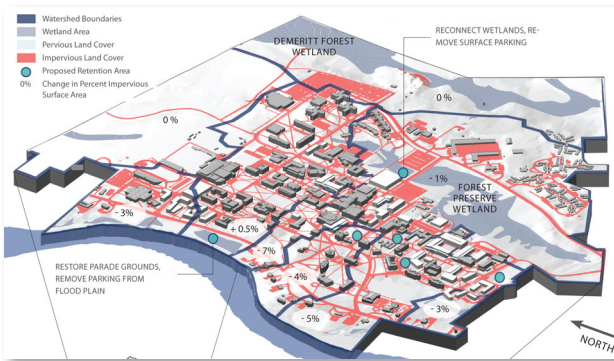 Watershed Boundaries
Wetland Area
Pervious Land Cover
Impervious Land Cover
Proposed Retention Area
0% Change in Percent Impervious
Surface Area
DEMERITT FOREST
WETLAND
RECONNECT WETLANDS, RE-
MOVE SURFACE PARKING
0 %
0 %
- 1%
FOREST
PRESERVE
WETLAND
- 3%
+ 0.5%
- 7%
- 4%
- 5%
- 3%
RESTORE PARADE GROUNDS,
REMOVE PARKING FROM
FLOOD PLAIN
NORTH